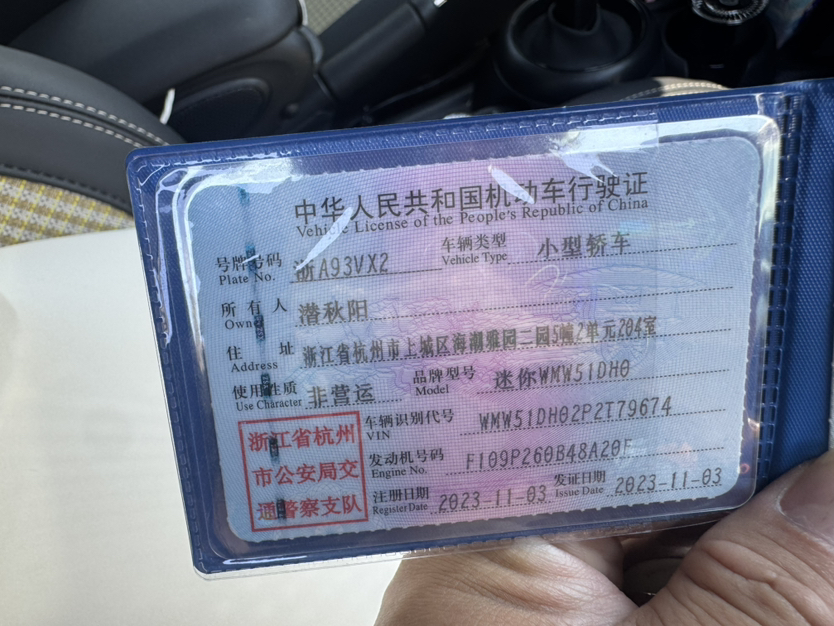 中华人民共和国机动车行驶证
Vehicle License of the People's Republic of China
号牌号码 浙A93VX2 车辆类型 小型轿车
Plate No. Vehicle Type
所有人 潜秋阳
Owner
住址 浙江省杭州市上城区海潮雅园二园5幢2单元204室
Address
使用性质 非营运 品牌型号 迷你WMW51DH0
Use Character Model
浙江省杭州
市公安局交
通警察支队
车辆识别代号 WMW51DH02P2T79674
VIN
发动机号码 F109P260B48A20F
Engine No.
注册日期 2023-11-03 发证日期 2023-11-03
Register Date Issue Date